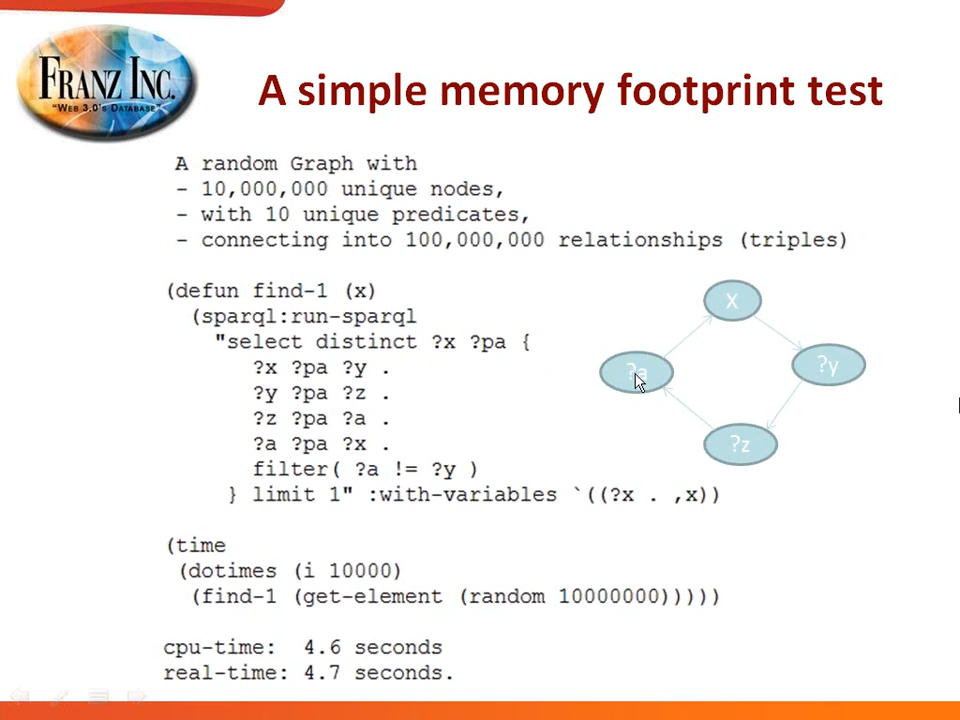 FRANZ INC.
"WEB 3.0'S DATABASE"
A simple memory footprint test
A random Graph with
- 10,000,000 unique nodes,
- with 10 unique predicates,
- connecting into 100,000,000 relationships (triples)
(defun find-1 (x)
(sparql:run-sparql
"select distinct ?x ?pa {
?x ?pa ?y .
?y ?pa ?z .
?z ?pa ?a .
?a ?pa ?x .
filter( ?a != ?y )
} limit 1" :with-variables `((?x . ,x))
X
?y
?a
?z
(time
(dotimes (i 10000)
(find-1 (get-element (random 10000000)))))
cpu-time: 4.6 seconds
real-time: 4.7 seconds.